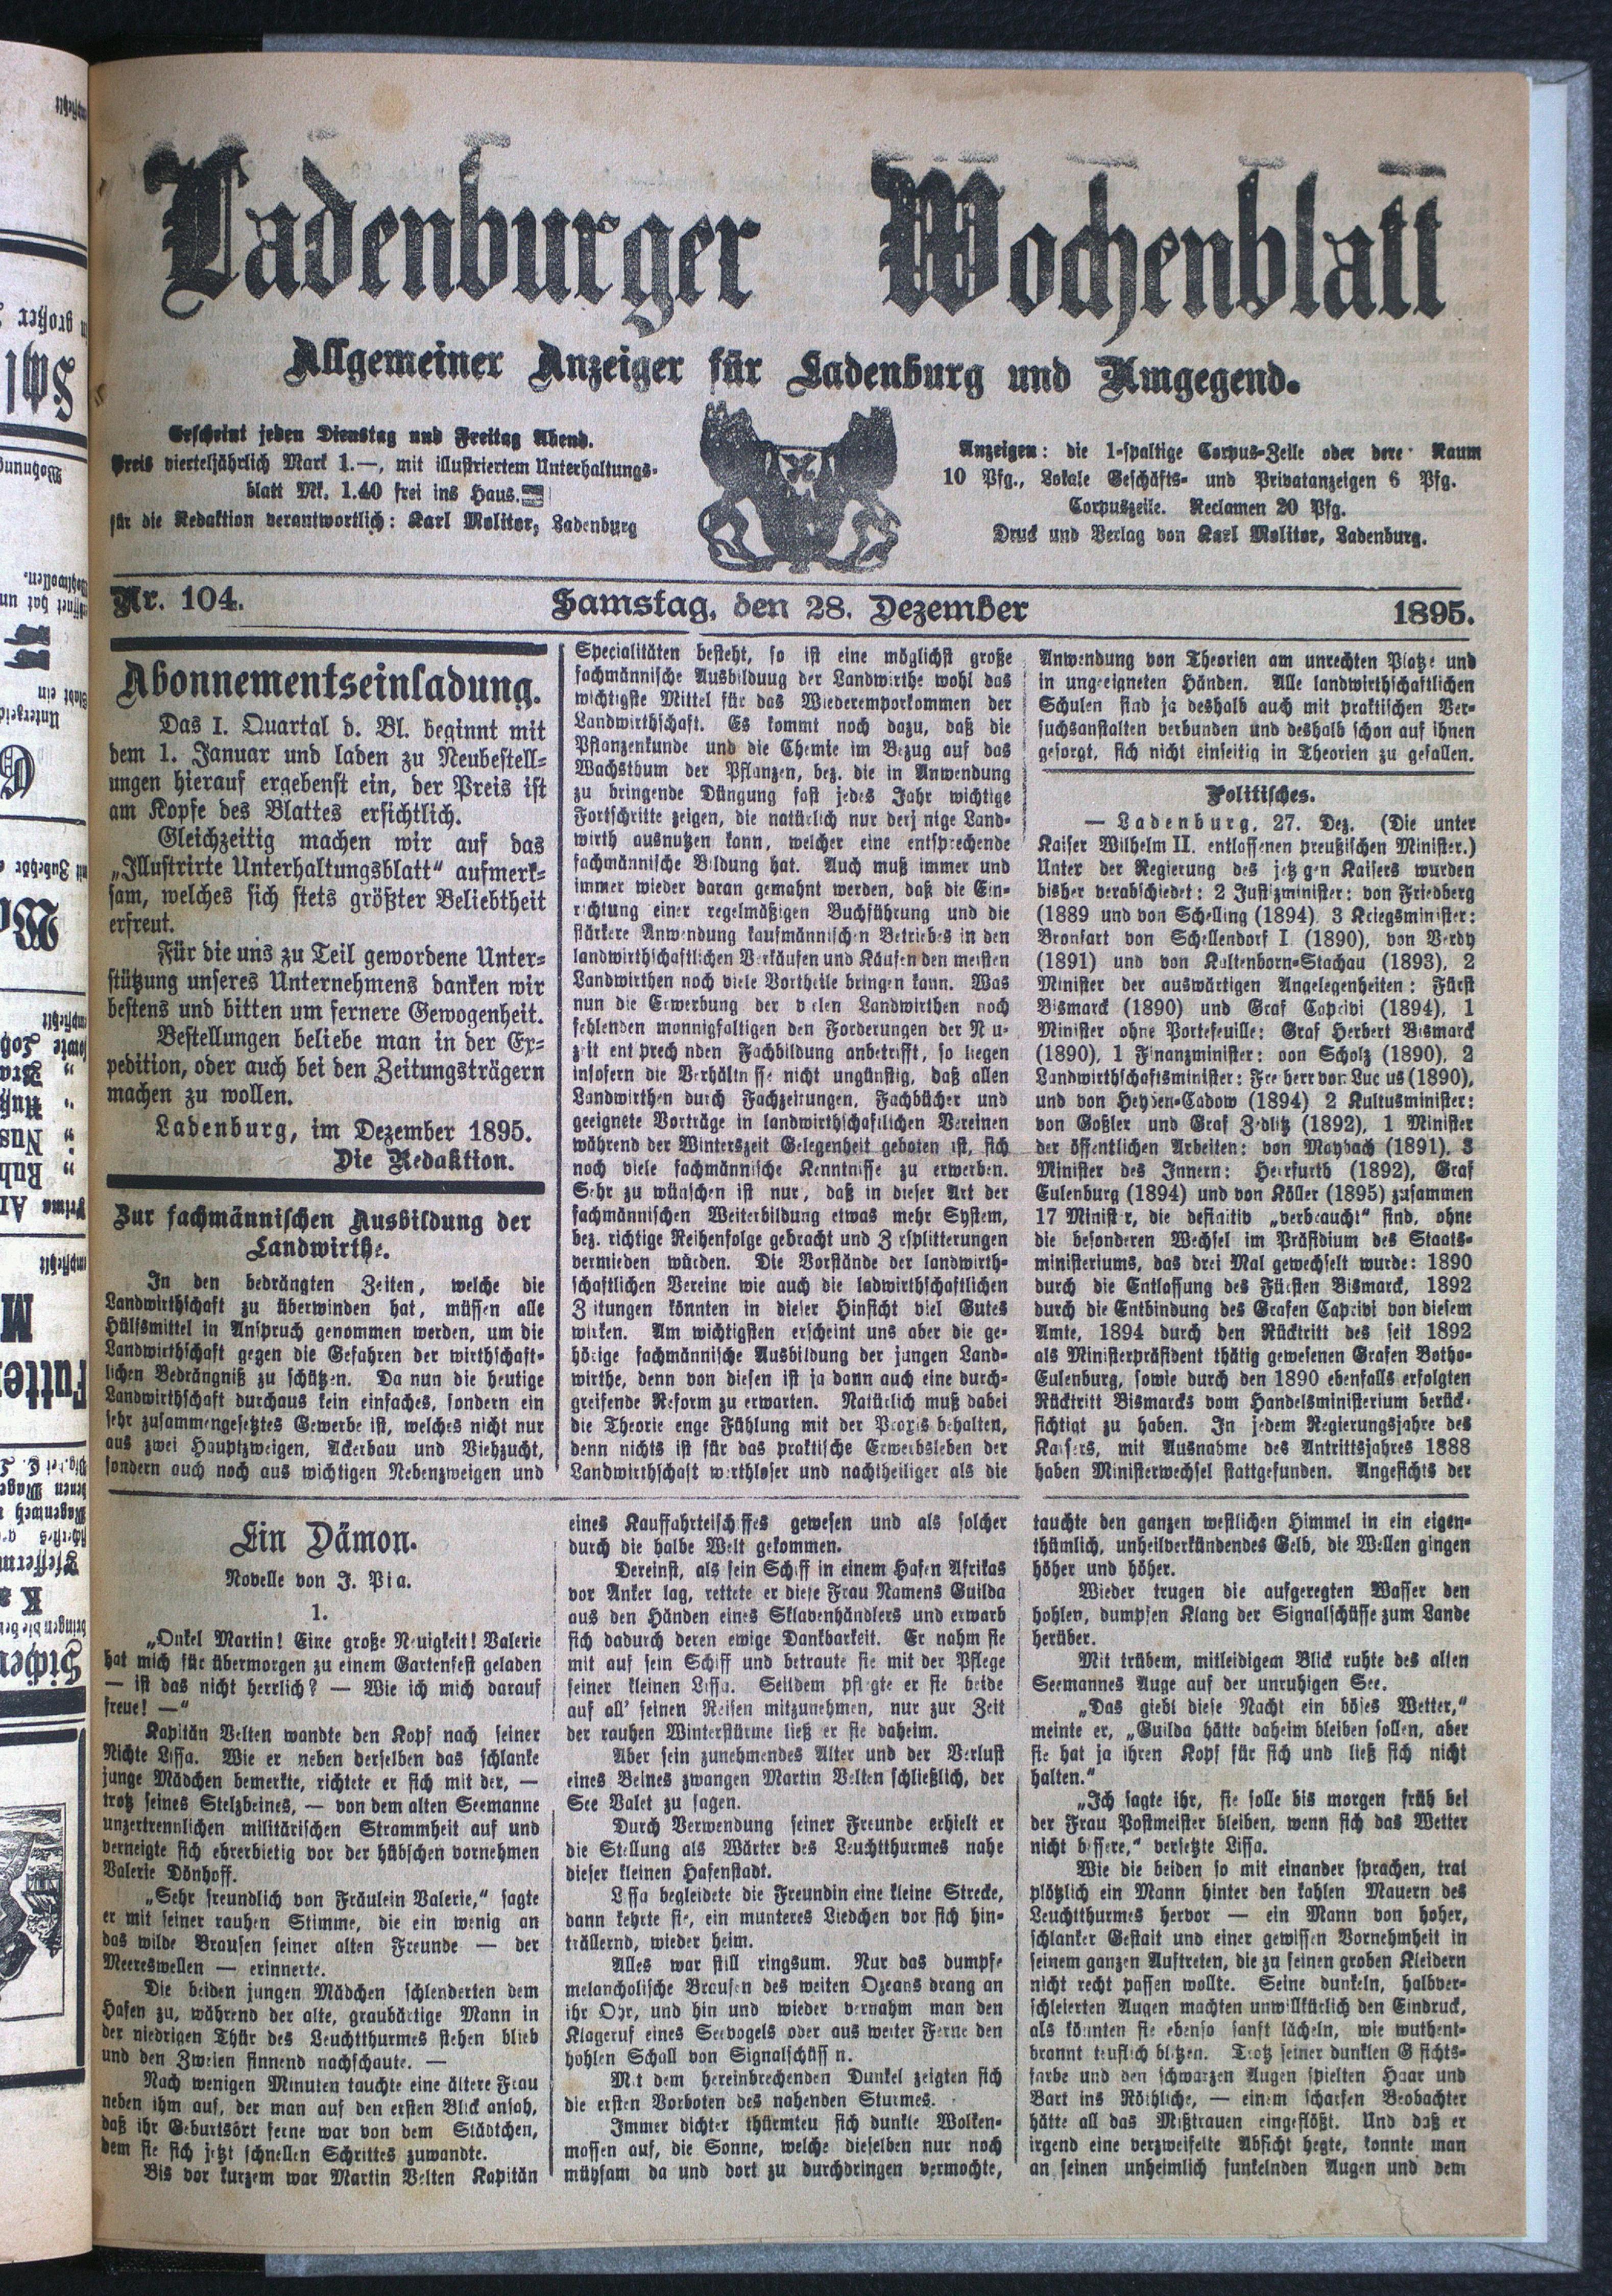 Ladenburger Wochenblatt
Allgemeiner Anzeiger für Ladenburg und Umgegend.
Erscheint jeden Dienstag und Freitag Abend.
Preis vierteljährlich Mark 1.—, mit illustriertem Unterhaltungs-
blatt Mk. 1.40 frei ins Haus.
für die Redaktion verantwortlich: Karl Molitor, Ladenburg
Anzeigen: die 1-spaltige Corpus-Zeile oder dere Raum
10 Pfg., Lokale Geschäfts- und Privatanzeigen 6 Pfg.
Corpuszeile. Reclamen 20 Pfg.
Druck und Verlag von Karl Molitor, Ladenburg.
Nr. 104. Samstag, den 28. Dezember 1895.
Abonnementseinladung.
Das I. Quartal d. Bl. beginnt mit
dem 1. Januar und laden zu Neubestell-
ungen hierauf ergebenst ein, der Preis ist
am Kopfe des Blattes ersichtlich.
Gleichzeitig machen wir auf das
„Illustrirte Unterhaltungsblatt“ aufmerk-
sam, welches sich stets größter Beliebtheit
erfreut.
Für die uns zu Teil gewordene Unter-
stützung unseres Unternehmens danken wir
bestens und bitten um fernere Gewogenheit.
Bestellungen beliebe man in der Ex-
pedition, oder auch bei den Zeitungsträgern
machen zu wollen.
Ladenburg, im Dezember 1895.
Die Redaktion.
Zur fachmännischen Ausbildung der
Landwirthe.
In den bedrängten Zeiten, welche die
Landwirthschaft zu überwinden hat, müssen alle
Hülfsmittel in Anspruch genommen werden, um die
Landwirthschaft gegen die Gefahren der wirthschaft-
lichen Bedrängniß zu schützen. Da nun die heutige
Landwirthschaft durchaus kein einfaches, sondern ein
sehr zusammengesetztes Gewerbe ist, welches nicht nur
aus zwei Hauptzweigen, Ackerbau und Viehzucht,
sondern auch noch aus wichtigen Nebenzweigen und
Specialitäten besteht, so ist eine möglichst große
fachmännische Ausbilduug der Landwirthe wohl das
wichtigste Mittel für das Wiederemporkommen der
Landwirthschaft. Es kommt noch dazu, daß die
Pflanzenkunde und die Chemie im Bezug auf das
Wachsthum der Pflanzen, bez. die in Anwendung
zu bringende Düngung fast jedes Jahr wichtige
Fortschritte zeigen, die natürlich nur derj nige Land-
wirth ausnutzen kann, welcher eine entsprechende
fachmännische Bildung hat. Auch muß immer und
immer wieder daran gemahnt werden, daß die Ein-
richtung einer regelmäßigen Buchführung und die
stärkere Anwendung kaufmännischen Betriebes in den
landwirthschaftlichen Verkäufen und Käufen den meisten
Landwirthen noch viele Vortheile bringen kann. Was
nun die Erwerbung der vielen Landwirthen noch
fehlenden monnigfaltigen den Forderungen der N u-
zeit ent prech nden Fachbildung anbetrifft, so liegen
insofern die Verhältn sse nicht ungünstig, daß allen
Landwirthen durch Fachzeitungen, Fachbücher und
geeignete Vorträge in landwirthschaftlichen Vereinen
während der Winterszeit Gelegenheit geboten ist, sich
noch viele fachmännische Kenntnisse zu erwerben.
Sehr zu wünschen ist nur, daß in dieser Art der
fachmännischen Weiterbildung etwas mehr System,
bez. richtige Reihenfolge gebracht und Z rsplitterungen
vermieden würden. Die Vorstände der landwirth-
schaftlichen Vereine wie auch die ladwirthschaftlichen
Z itungen könnten in dieser Hinsicht viel Gutes
wirken. Am wichtigsten erscheint uns aber die ge-
hörige fachmännische Ausbildung der jungen Land-
wirthe, denn von diesen ist ja dann auch eine durch-
greifende Reform zu erwarten. Natürlich muß dabei
die Theorie enge Fühlung mit der Praxis behalten,
denn nichts ist für das praktische Erwerbsleben der
Landwirthschaft werthloser und nachtheiliger als die
Anwendung von Theorien am unrechten Platze und
in ungeeigneten Händen. Alle landwirthschaftlichen
Schulen sind ja deshalb auch mit praktischen Ver-
suchsanstalten verbunden und deshalb schon auf ihnen
gesorgt, sich nicht einseitig in Theorien zu gefallen.
Politisches.
— Ladenburg, 27. Dez. (Die unter
Kaiser Wilhelm II. entlassenen preußischen Minister.)
Unter der Regierung des jetz gen Kaisers wurden
bisher verabschiedet: 2 Justizminister: von Friedberg
(1889 und von Schelling (1894). 3 Kriegsminister:
Bronsart von Schellendorf I (1890), von Verdy
(1891) und von Kaltenborn-Stachau (1893), 2
Minister der auswärtigen Angelegenheiten: Fürst
Bismarck (1890) und Graf Caprivi (1894), 1
Minister ohne Portefeuille: Graf Herbert Bismarck
(1890), 1 Finanzminister: von Scholz (1890), 2
Landwirthschaftsminister: Freiherr von Luc us (1890),
und von Heyden-Cadow (1894) 2 Kultusminister:
von Goßler und Graf Zedlitz (1892), 1 Minister
der öffentlichen Arbeiten: von Maybach (1891). 3
Minister des Innern: Herrfurth (1892), Graf
Eulenburg (1894) und von Köller (1895) zusammen
17 Minist r, die definitiv „verbraucht“ sind, ohne
die besonderen Wechsel im Präsidium des Staats-
ministeriums, das drei Mal gewechselt wurde: 1890
durch die Entlassung des Fürsten Bismarck, 1892
durch die Entbindung des Grafen Caprivi von diesem
Amte, 1894 durch den Rücktritt des seit 1892
als Ministerpräsident thätig gewesenen Grafen Botho-
Eulenburg, sowie durch den 1890 ebenfalls erfolgten
Rücktritt Bismarcks vom Handelsministerium berück-
sichtigt zu haben. In jedem Regierungsjahre des
Kaisers, mit Ausnahme des Antrittsjahres 1888
haben Ministerwechsel stattgefunden. Angesichts der
Ein Dämon.
Novelle von J. Pia.
1.
„Onkel Martin! Eine große Neuigkeit! Valerie
hat mich für übermorgen zu einem Gartenfest geladen
— ist das nicht herrlich? — Wie ich mich darauf
freue! —“
Kapitän Velten wandte den Kopf nach seiner
Nichte Lissa. Wie er neben derselben das schlanke
junge Mädchen bemerkte, richtete er sich mit der, —
trotz seines Stelzbeines, — von dem alten Seemanne
unzertrennlichen militärischen Strammheit auf und
verneigte sich ehrerbietig vor der hübschen vornehmen
Valerie Dönhoff.
„Sehr freundlich von Fräulein Valerie,“ sagte
er mit seiner rauhen Stimme, die ein wenig an
das wilde Brausen seiner alten Freunde — der
Meereswellen — erinnerte.
Die beiden jungen Mädchen schlenderten dem
Hafen zu, während der alte, graubärtige Mann in
der niedrigen Thür des Leuchtthurmes stehen blieb
und den Zweien sinnend nachschaute. —
Nach wenigen Minuten tauchte eine ältere Frau
neben ihm auf, der man auf den ersten Blick ansah,
daß ihr Geburtsort ferne war von dem Städtchen,
dem sie sich jetzt schnellen Schrittes zuwandte.
Bis vor kurzem war Martin Velten Kapitän
eines Kauffahrteischiffes gewesen und als solcher
durch die halbe Welt gekommen.
Dereinst, als sein Schiff in einem Hafen Afrikas
vor Anker lag, rettete er diese Frau Namens Guilda
aus den Händen eines Sklavenhändlers und erwarb
sich dadurch deren ewige Dankbarkeit. Er nahm sie
mit auf sein Schiff und betraute sie mit der Pflege
seiner kleinen Lissa. Seitdem pflegte er sie beide
auf all’ seinen Reisen mitzunehmen, nur zur Zeit
der rauhen Winterstürme ließ er sie daheim.
Aber sein zunehmendes Alter und der Verlust
eines Beines zwangen Martin Velten schließlich, der
See Valet zu sagen.
Durch Verwendung seiner Freunde erhielt er
die Stellung als Wärter des Leuchtthurmes nahe
dieser kleinen Hafenstadt.
L ssa begleidete die Freundin eine kleine Strecke,
dann kehrte sie, ein munteres Liedchen vor sich hin-
trällernd, wieder heim.
Alles war still ringsum. Nur das dumpf-
melancholische Brausen des weiten Ozeans drang an
ihr Ohr, und hin und wieder vernahm man den
Klageruf eines Seevogels oder aus weiter Ferne den
hohlen Schall von Signalschüss n.
Mit dem hereinbrechenden Dunkel zeigten sich
die ersten Vorboten des nahenden Sturmes.
Immer dichter thürmteu sich dunkle Wolken-
massen auf, die Sonne, welche dieselben nur noch
mühsam da und dort zu durchdringen vermochte,
tauchte den ganzen westlichen Himmel in ein eigen-
thümlich, unheilverkündendes Gelb, die Wellen gingen
höher und höher.
Wieder trugen die aufgeregten Wasser den
hohlen, dumpfen Klang der Signalschüsse zum Lande
herüber.
Mit trübem, mitleidigem Blick ruhte des alten
Seemannes Auge auf der unruhigen See.
„Das giebt diese Nacht ein böses Wetter,“
meinte er, „Guilda hätte daheim bleiben sollen, aber
sie hat ja ihren Kopf für sich und ließ sich nicht
halten.“
„Ich sagte ihr, sie solle bis morgen früh bei
der Frau Postmeister bleiben, wenn sich das Wetter
nicht bessere,“ versetzte Lissa.
Wie die beiden so mit einander sprachen, trat
plötzlich ein Mann hinter den kahlen Mauern des
Leuchtthurmes hervor — ein Mann von hoher,
schlanker Gestalt und einer gewissen Vornehmheit in
seinem ganzen Auftreten, die zu seinen groben Kleidern
nicht recht passen wollte. Seine dunkeln, halbver-
schleierten Augen machten unwillkürlich den Eindruck,
als könnten sie ebenso sanft lächeln, wie wuthent-
brannt teuflisch blitzen. Trotz seiner dunklen G sichts-
farbe und den schwarzen Augen spielten Haar und
Bart ins Röthliche, — einem scharfen Beobachter
hätte all das Mißtrauen eingeflößt. Und daß er
irgend eine verzweifelte Absicht hegte, konnte man
an seinen unheimlich funkelnden Augen und dem